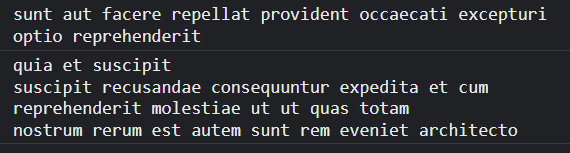 sunt aut facere repellat provident occaecati excepturi
optio reprehenderit
quia et suscipit
suscipit recusandae consequuntur expedita et cum
reprehenderit molestiae ut ut quas totam
nostrum rerum est autem sunt rem eveniet architecto